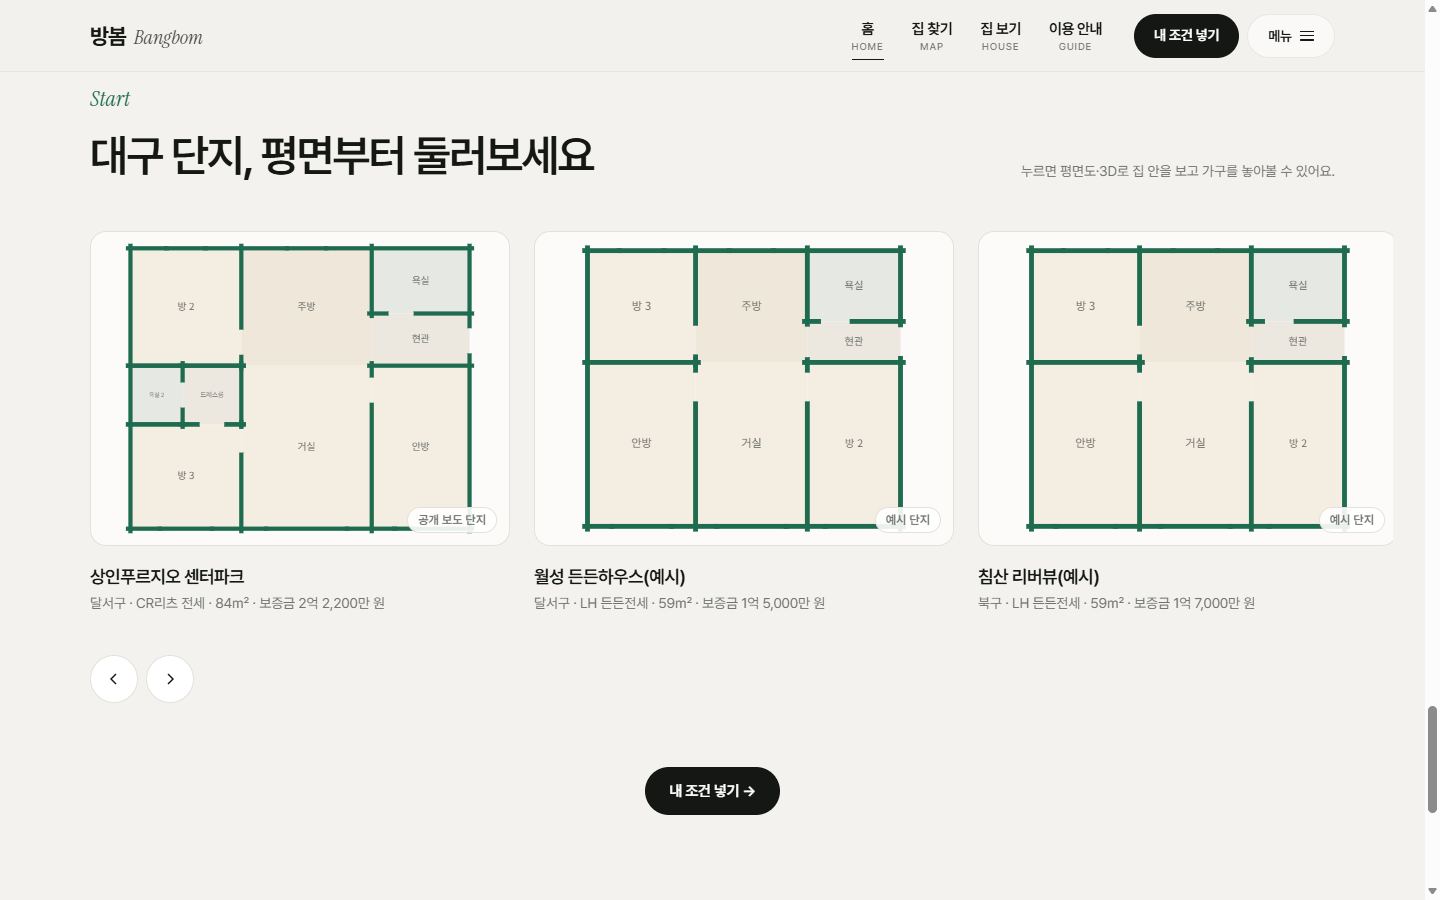 방봄 Bangbom
홈 집 찾기 집 보기 이용 안내
HOME MAP HOUSE GUIDE
내 조건 넣기
메뉴
Start
대구 단지, 평면부터 둘러보세요
누르면 평면도·3D로 집 안을 보고 가구를 놓아볼 수 있어요.
방 2
주방
욕실
현관
욕실 2
드레스룸
거실
안방
방 3
공개 보도 단지
방 3
주방
욕실
현관
안방
거실
방 2
예시 단지
방 3
주방
욕실
현관
안방
거실
방 2
예시 단지
상인푸르지오 센터파크
달서구 · CR리츠 전세 · 84m² · 보증금 2억 2,200만 원
월성 든든하우스(예시)
달서구 · LH 든든전세 · 59m² · 보증금 1억 5,000만 원
침산 리버뷰(예시)
북구 · LH 든든전세 · 59m² · 보증금 1억 7,000만 원
내 조건 넣기 →